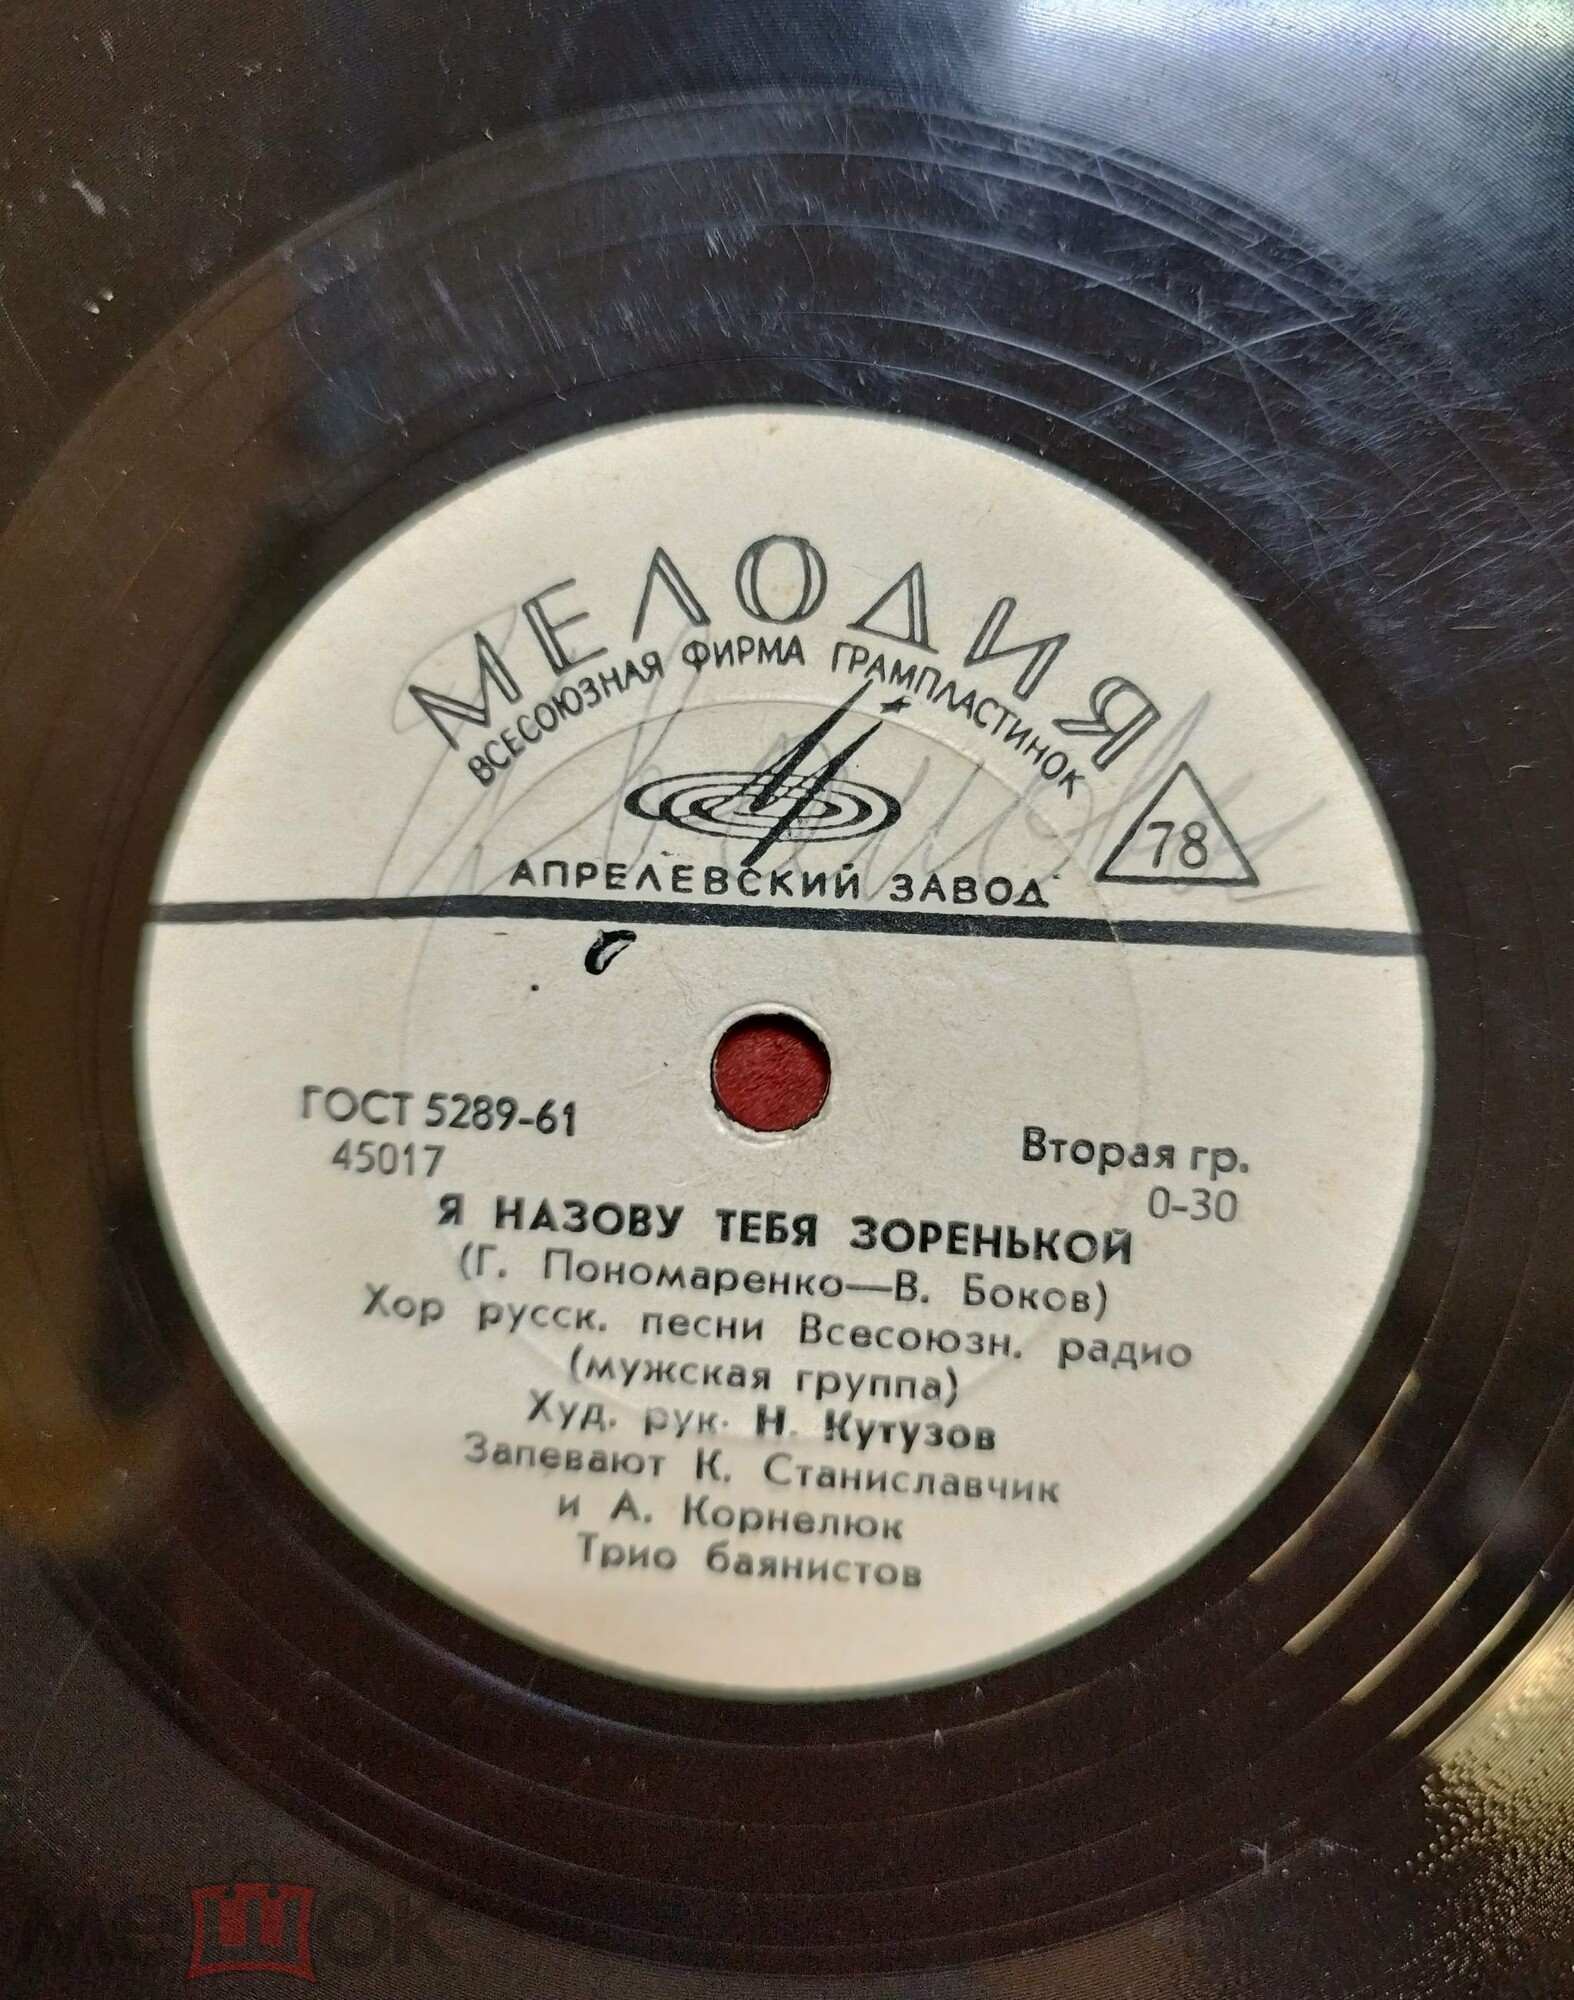 МЕЛОДИЯ
ВСЕСОЮЗНАЯ ФИРМА ГРАМПЛАСТИНОК
78
АПРЕЛЕВСКИЙ ЗАВОД
ГОСТ 5289-61
45017
Вторая гр.
0-30
Я НАЗОВУ ТЕБЯ ЗОРЕНЬКОЙ
(Г. Пономаренко—В. Боков)
Хор русск. песни Всесоюзн. радио
(мужская группа)
Худ. рук. Н. Кутузов
Запевают К. Станиславчик
и А. Корнелюк
Трио баянистов
мешок